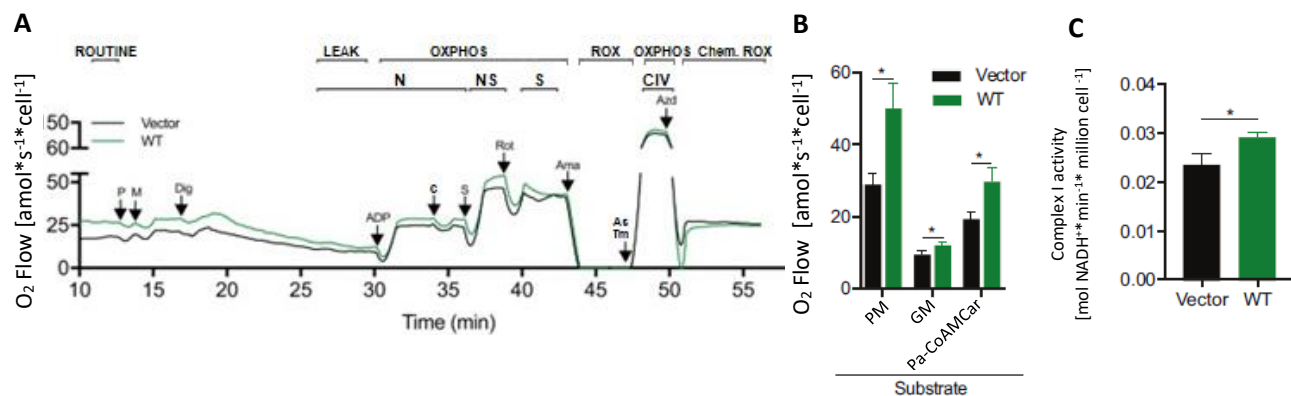 A
ROUTINE LEAK OXPHOS ROX OXPHOS Chem. ROX
N NS S CIV
O2 Flow [amol*s-1*cell-1]
50
60
50
25
0
Vector
WT
P M Dig ADP C S Rot Ama As Tm Azd
10 15 20 25 30 35 40 45 50 55
Time (min)
B
O2 Flow [amol*s-1*cell-1]
60
40
20
0
* * *
Vector
WT
PM GM Pa-CoAMCar
Substrate
C
Complex I activity
[mol NADH+* min-1* million cell -1]
0.04
0.03
0.02
0.01
0.00
*
Vector WT